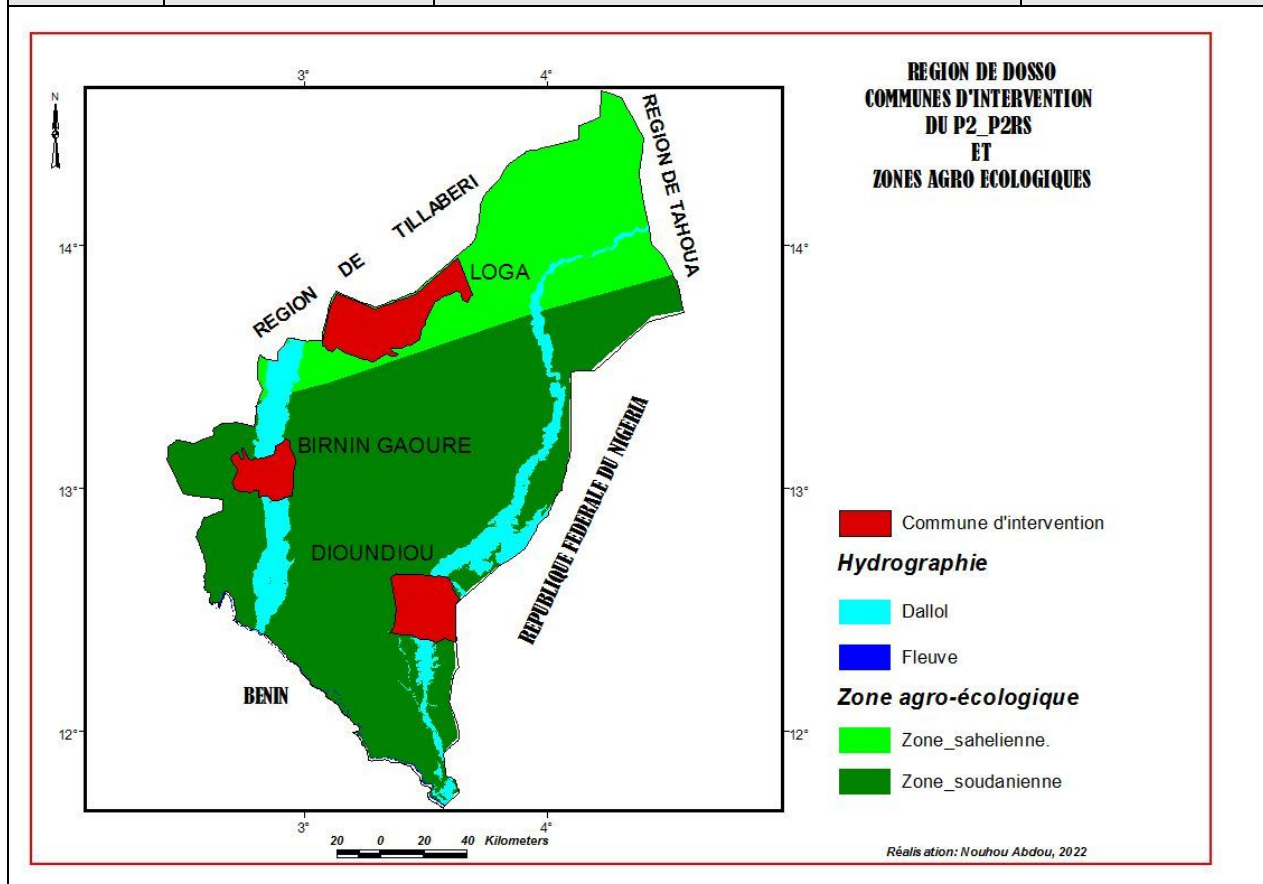 REGION DE DOSSO
COMMUNES D'INTERVENTION
DU P2_P2RS
ET
ZONES AGRO ECOLOGIQUES
N
3° 4°
14° 14°
13° 13°
12° 12°
3° 4°
REGION DE TILLABERI
REGION DE TAHOUA
LOGA
BIRNIN GAOURE
DIOUNDIOU
REPUBLIQUE FEDERALE DU NIGERIA
BENIN
Commune d'intervention
Hydrographie
Dallol
Fleuve
Zone agro-écologique
Zone_sahelienne.
Zone_soudanienne
20 0 20 40 Kilometers
Réalisation: Nouhou Abdou, 2022